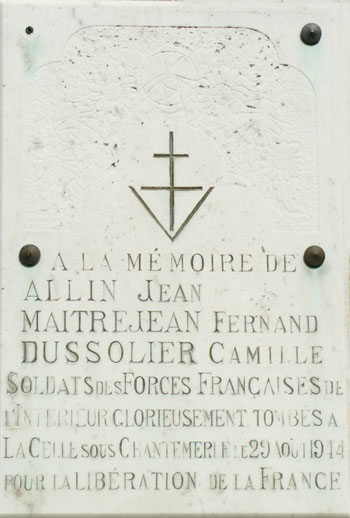 A LA MÉMOIRE DE
ALLIN JEAN
MAITREJEAN FERNAND
DUSSOLIER CAMILLE
SOLDATS DES FORCES FRANÇAISES DE
L'INTÉRIEUR GLORIEUSEMENT TOMBÉS A
LA CELLE SOUS CHANTEMERLE LE 29 AOUT 1944
POUR LA LIBÉRATION DE LA FRANCE